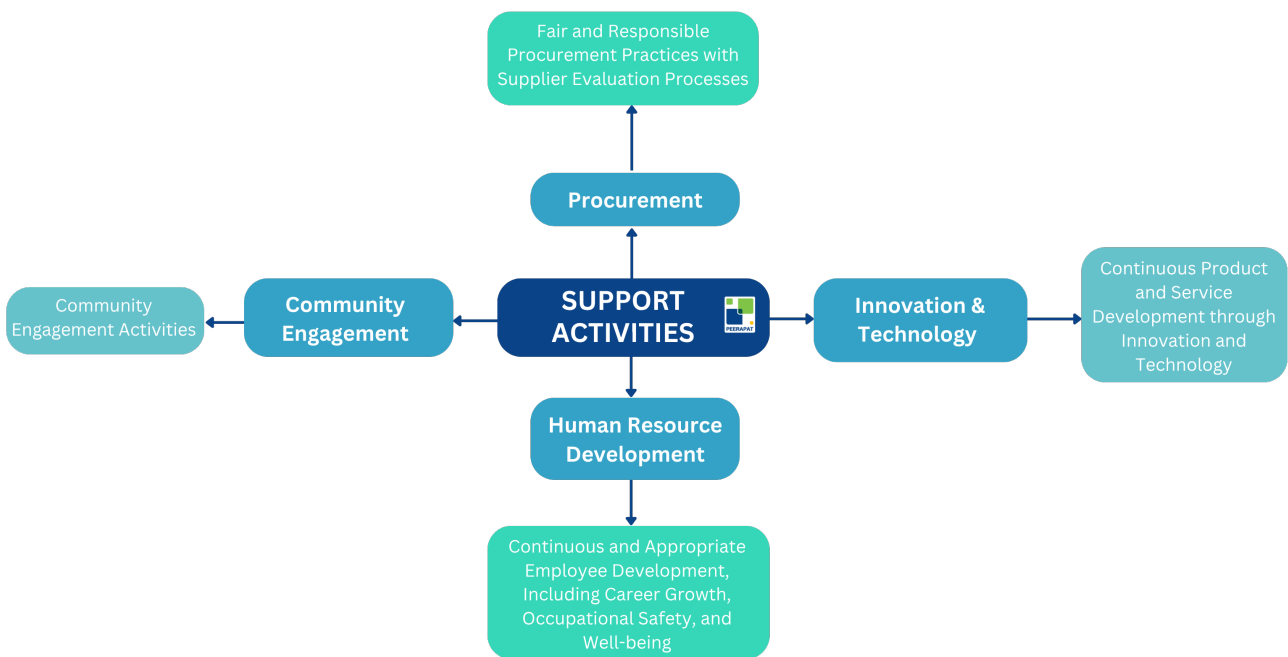 Fair and Responsible
Procurement Practices with
Supplier Evaluation Processes
Procurement
Community
Engagement Activities
Community
Engagement
SUPPORT
ACTIVITIES
PEERAPAT
Innovation &
Technology
Continuous Product
and Service
Development through
Innovation and
Technology
Human Resource
Development
Continuous and Appropriate
Employee Development,
Including Career Growth,
Occupational Safety, and
Well-being